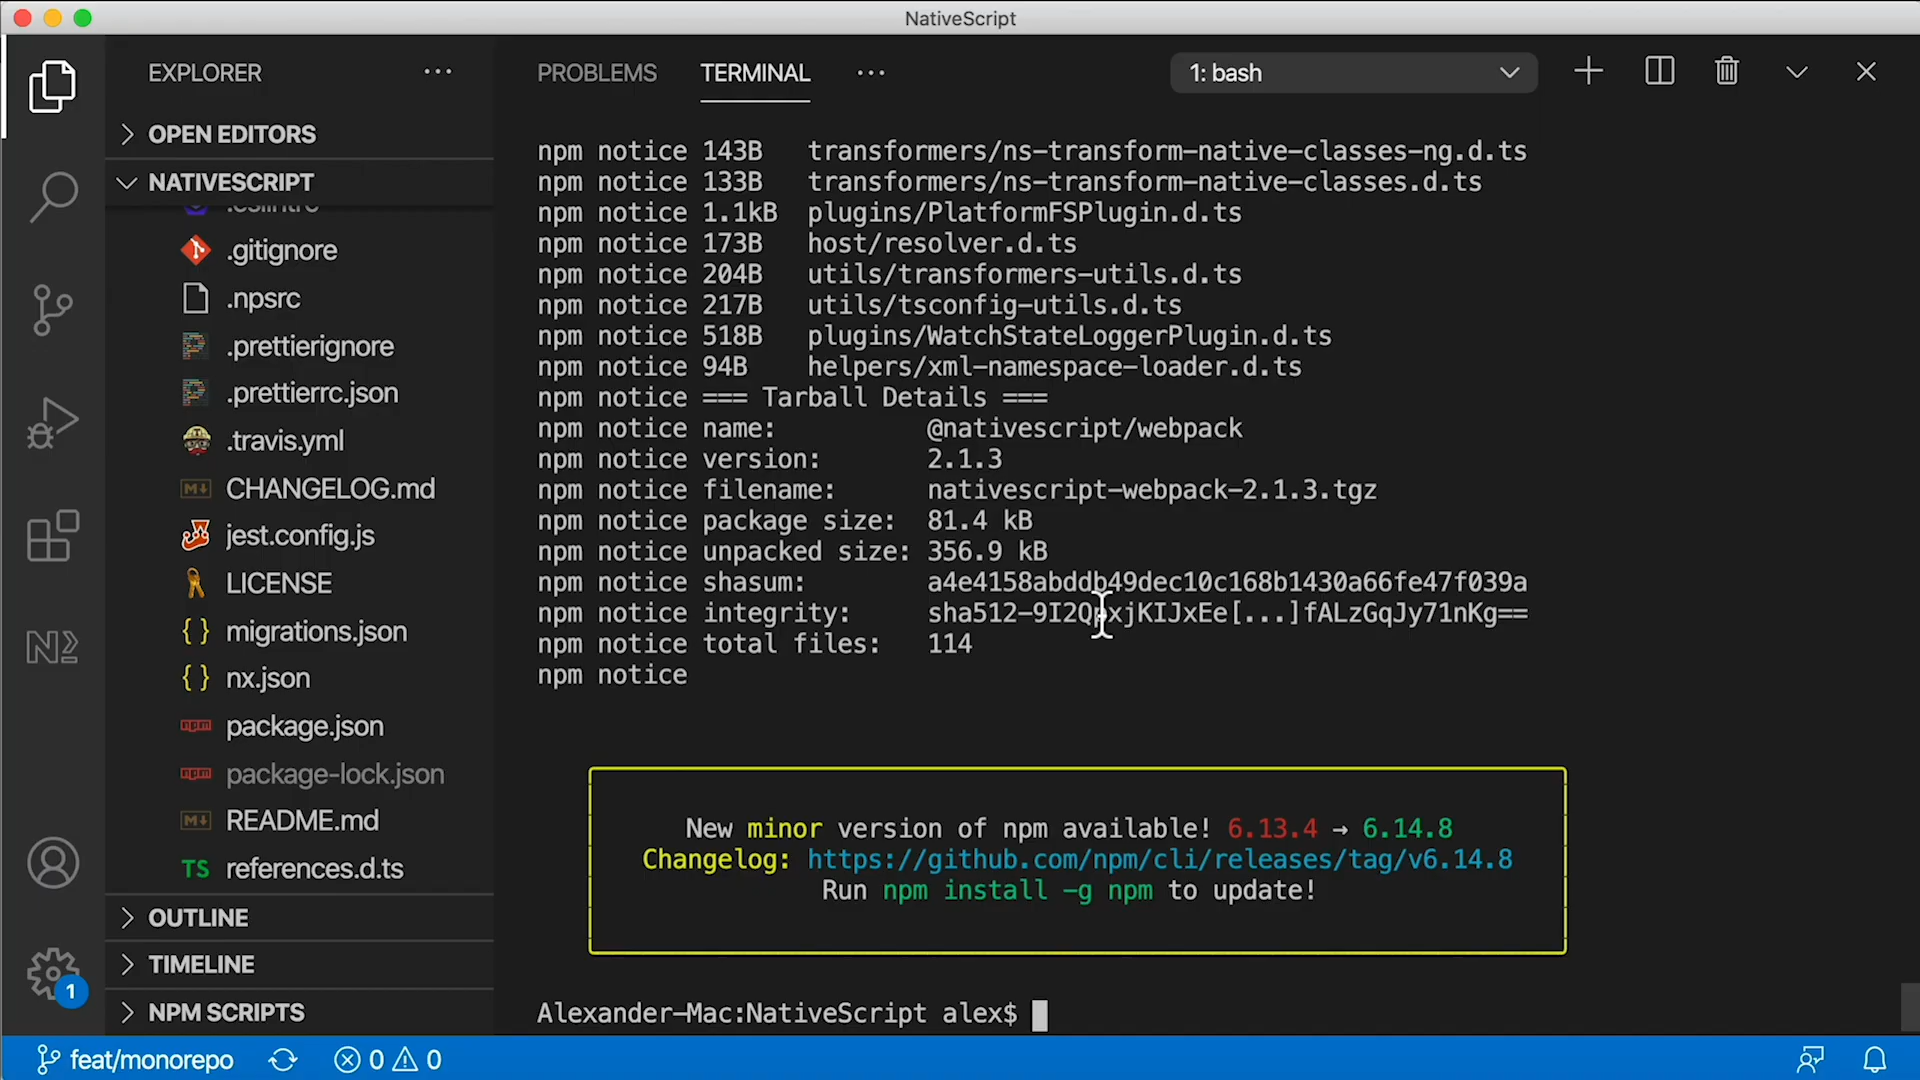 NativeScript
EXPLORER
PROBLEMS
TERMINAL
1: bash
OPEN EDITORS
NATIVESCRIPT
.gitignore
.npsrc
.prettierignore
.prettierrc.json
.travis.yml
CHANGELOG.md
jest.config.js
LICENSE
migrations.json
nx.json
package.json
package-lock.json
README.md
TS references.d.ts
OUTLINE
TIMELINE
NPM SCRIPTS
npm notice 143B transformers/ns-transform-native-classes-ng.d.ts
npm notice 133B transformers/ns-transform-native-classes.d.ts
npm notice 1.1kB plugins/PlatformFSPlugin.d.ts
npm notice 173B host/resolver.d.ts
npm notice 204B utils/transformers-utils.d.ts
npm notice 217B utils/tsconfig-utils.d.ts
npm notice 518B plugins/WatchStateLoggerPlugin.d.ts
npm notice 94B helpers/xml-namespace-loader.d.ts
npm notice === Tarball Details ===
npm notice name: @nativescript/webpack
npm notice version: 2.1.3
npm notice filename: nativescript-webpack-2.1.3.tgz
npm notice package size: 81.4 kB
npm notice unpacked size: 356.9 kB
npm notice shasum: a4e4158abddb49dec10c168b1430a66fe47f039a
npm notice integrity: sha512-9I2QpxjKIJxEe[...]fALzGqJy71nKg==
npm notice total files: 114
npm notice
New minor version of npm available! 6.13.4 → 6.14.8
Changelog: https://github.com/npm/cli/releases/tag/v6.14.8
Run npm install -g npm to update!
Alexander-Mac:NativeScript alex$
1
feat/monorepo
0
0